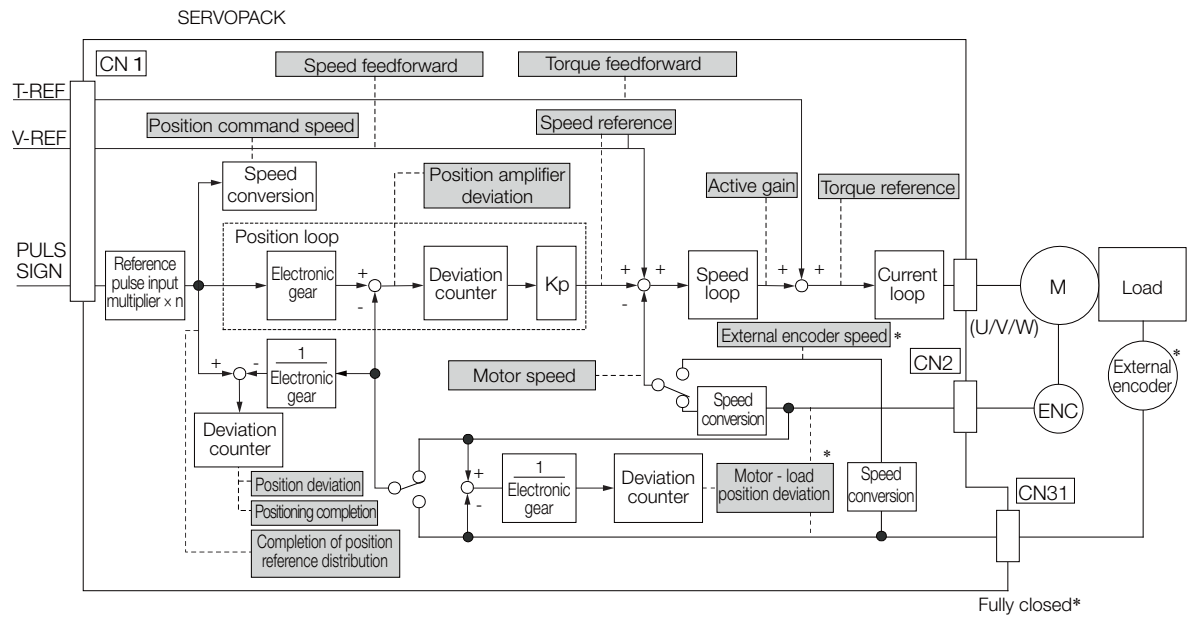 SERVOPACK
CN 1
Speed feedforward
Torque feedforward
T-REF
V-REF
Position command speed
Speed reference
Speed
conversion
Position amplifier
deviation
Active gain
Torque reference
PULS
SIGN
Position loop
Reference
pulse input
multiplier × n
Electronic
gear
+
-
Deviation
counter
Kp
+
+
-
Speed
loop
+
+
Current
loop
M
Load
(U/V/W)
External encoder speed *
CN2
External
encoder
*
+
-
1
Electronic
gear
Motor speed
Speed
conversion
ENC
Deviation
counter
Position deviation
Positioning completion
Completion of position
reference distribution
+
-
1
Electronic
gear
Deviation
counter
*
Motor - load
position deviation
Speed
conversion
CN31
Fully closed*